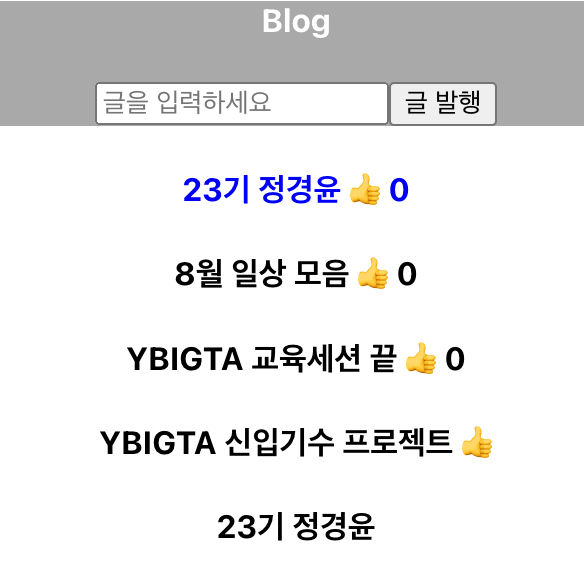 Blog
글을 입력하세요 글 발행
23기 정경윤 👍 0
8월 일상 모음 👍 0
YBIGTA 교육세션 끝 👍 0
YBIGTA 신입기수 프로젝트 👍
23기 정경윤